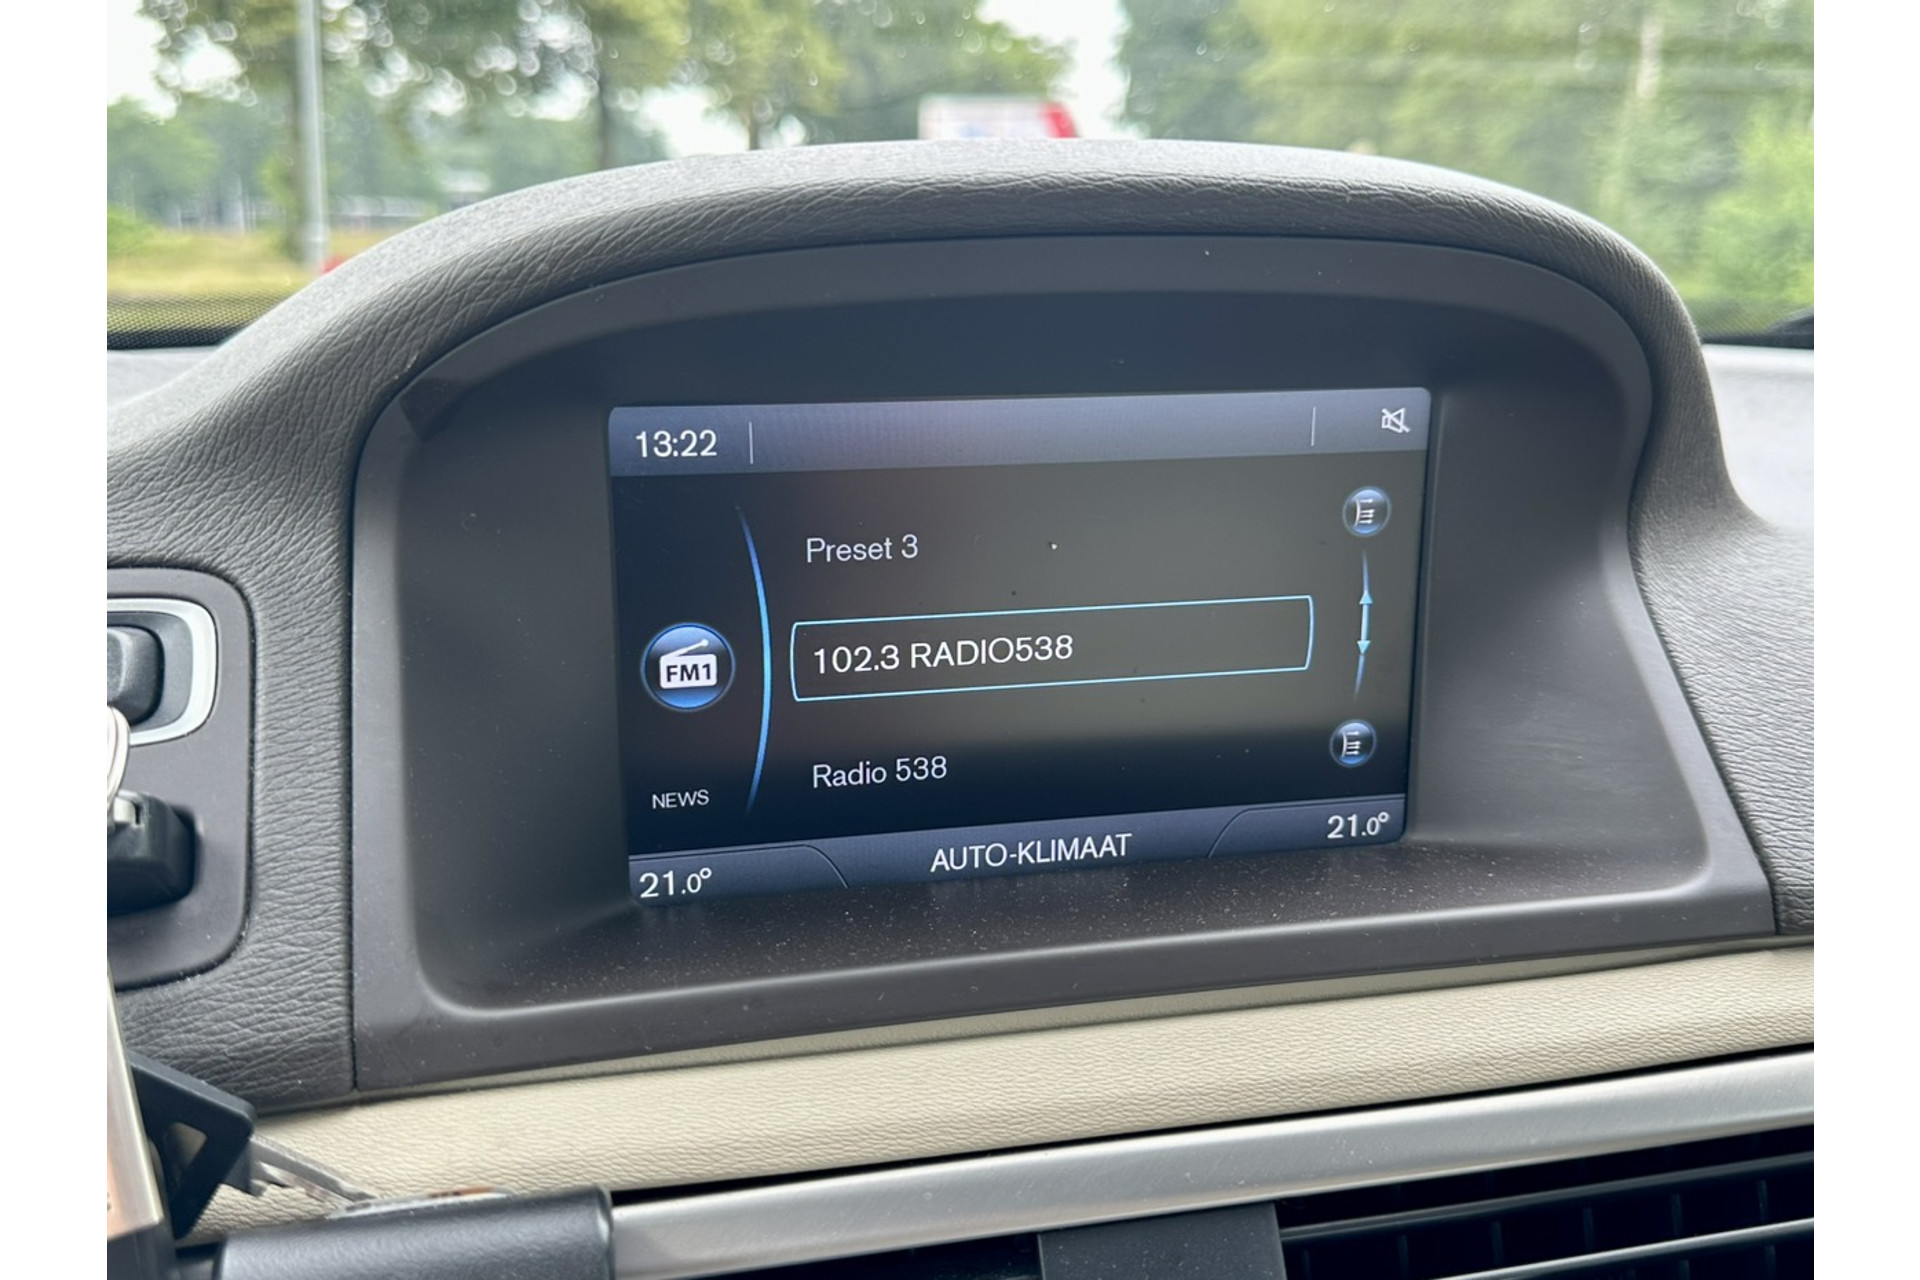 13:22
Preset 3
102.3 RADIO538
FM1
Radio 538
NEWS
21.0°
AUTO-KLIMAAT
21.0°